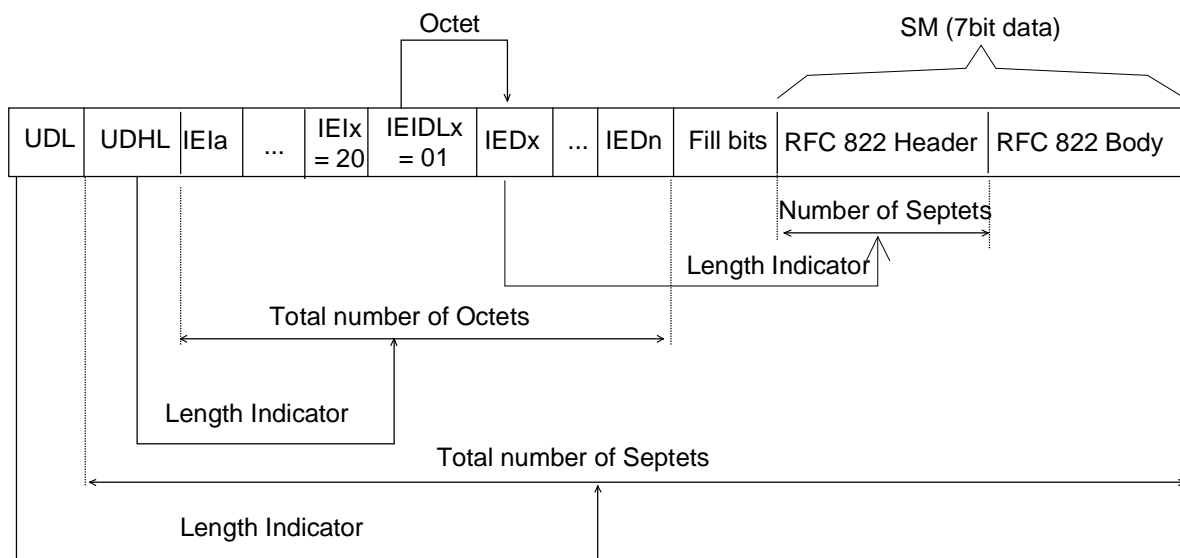 Octet
SM (7bit data)
UDL
UDHL
IEIa
...
IEIx
= 20
IEIDLx
= 01
IEDx
...
IEDn
Fill bits
RFC 822 Header
RFC 822 Body
Number of Septets
Length Indicator
Total number of Octets
Length Indicator
Total number of Septets
Length Indicator